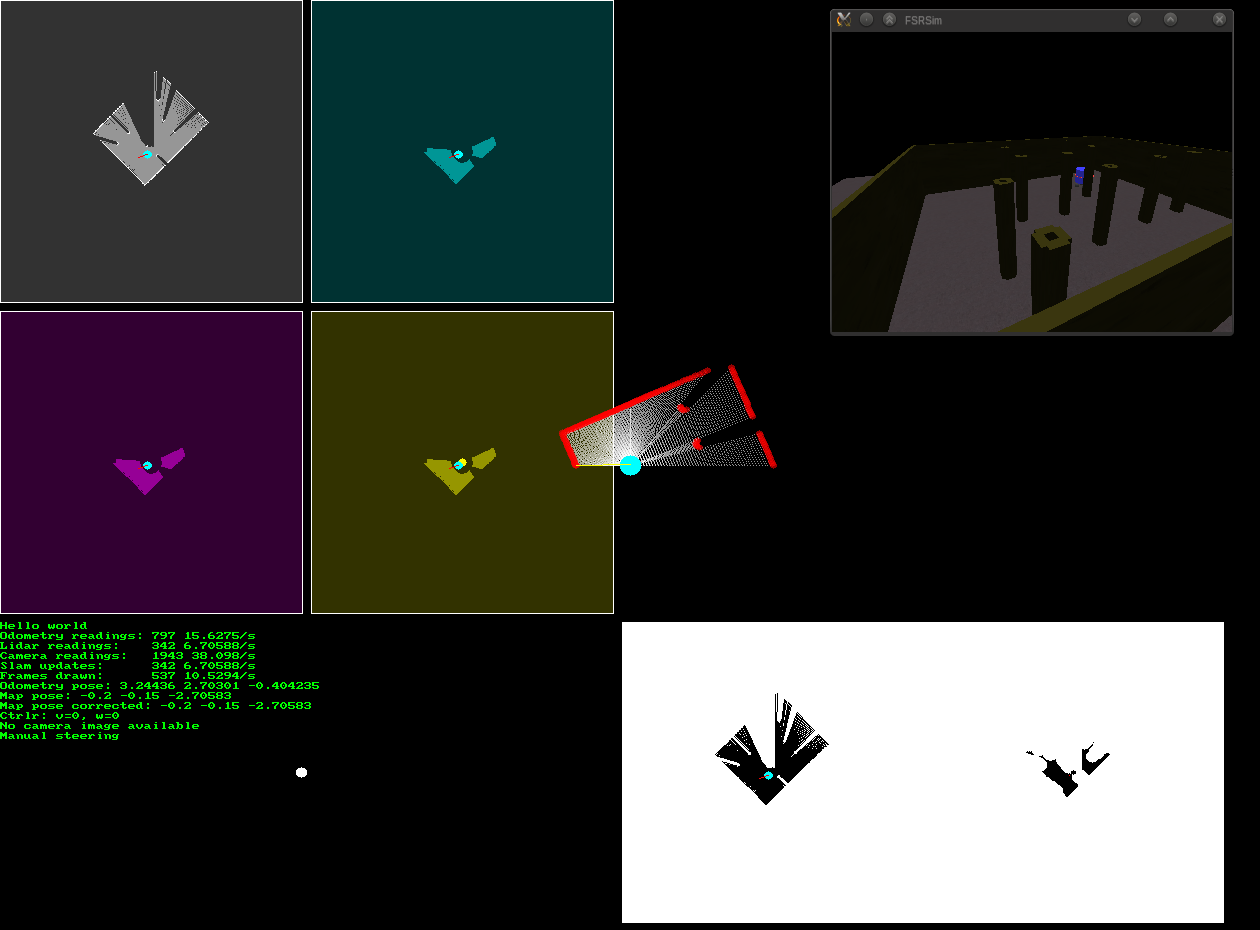 FSRSim
Hello world
Odometry readings: 797 15.6275/s
Lidar readings: 342 6.70588/s
Camera readings: 1943 38.098/s
Slam updates: 342 6.70588/s
Frames drawn: 537 10.5294/s
Odometry pose: 3.24436 2.70301 -0.404235
Map pose: -0.2 -0.15 -2.70583
Map pose corrected: -0.2 -0.15 -2.70583
Ctrlr: v=0, w=0
No camera image available
Manual steering